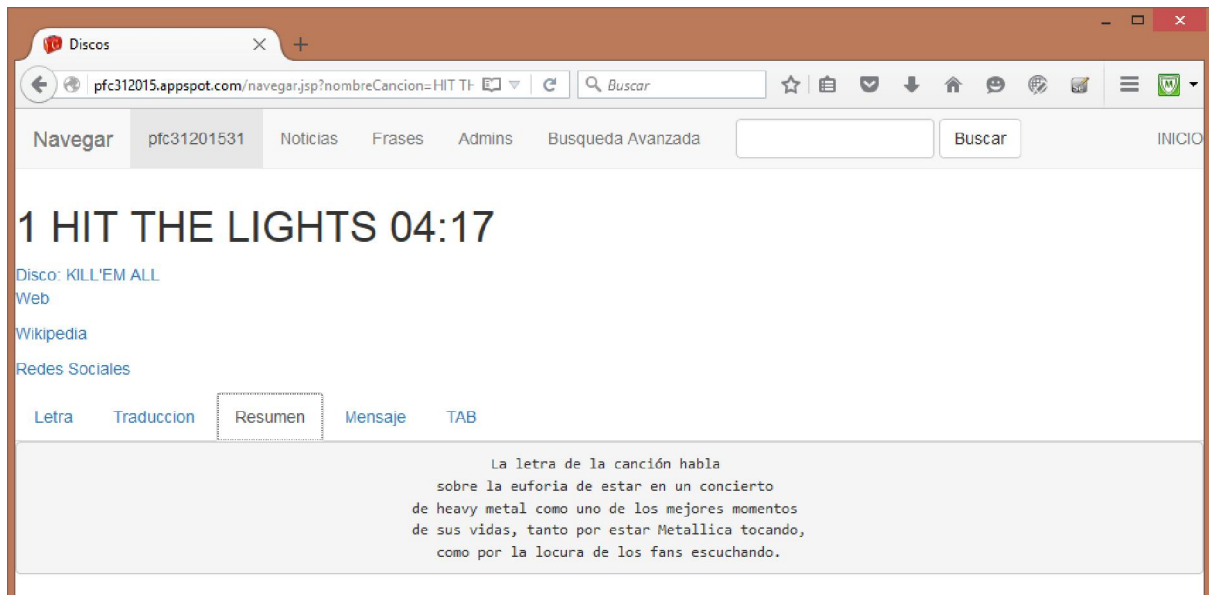 Discos
pfc312015.appspot.com/navegar.jsp?nombreCancion=HIT TH
Buscar
Navegar pfc31201531 Noticias Frases Admins Busqueda Avanzada Buscar INICIO
1 HIT THE LIGHTS 04:17
Disco: KILL'EM ALL
Web
Wikipedia
Redes Sociales
Letra Traduccion Resumen Mensaje TAB
La letra de la canción habla
sobre la euforia de estar en un concierto
de heavy metal como uno de los mejores momentos
de sus vidas, tanto por estar Metallica tocando,
como por la locura de los fans escuchando.